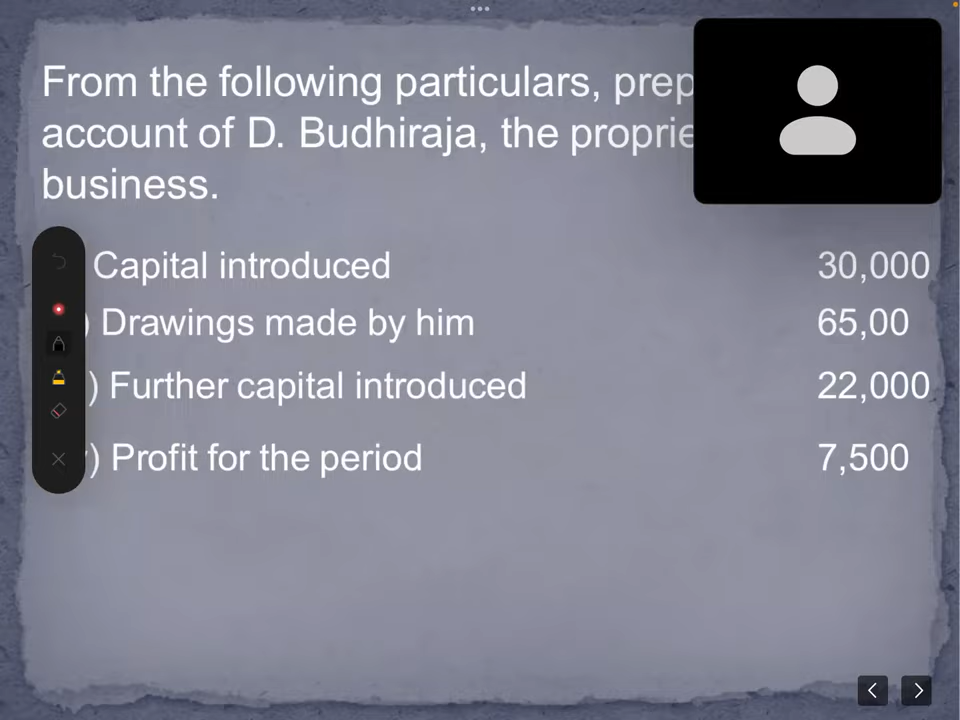 From the following particulars, prep
account of D. Budhiraja, the proprie
business.
Capital introduced 30,000
) Drawings made by him 65,00
) Further capital introduced 22,000
) Profit for the period 7,500